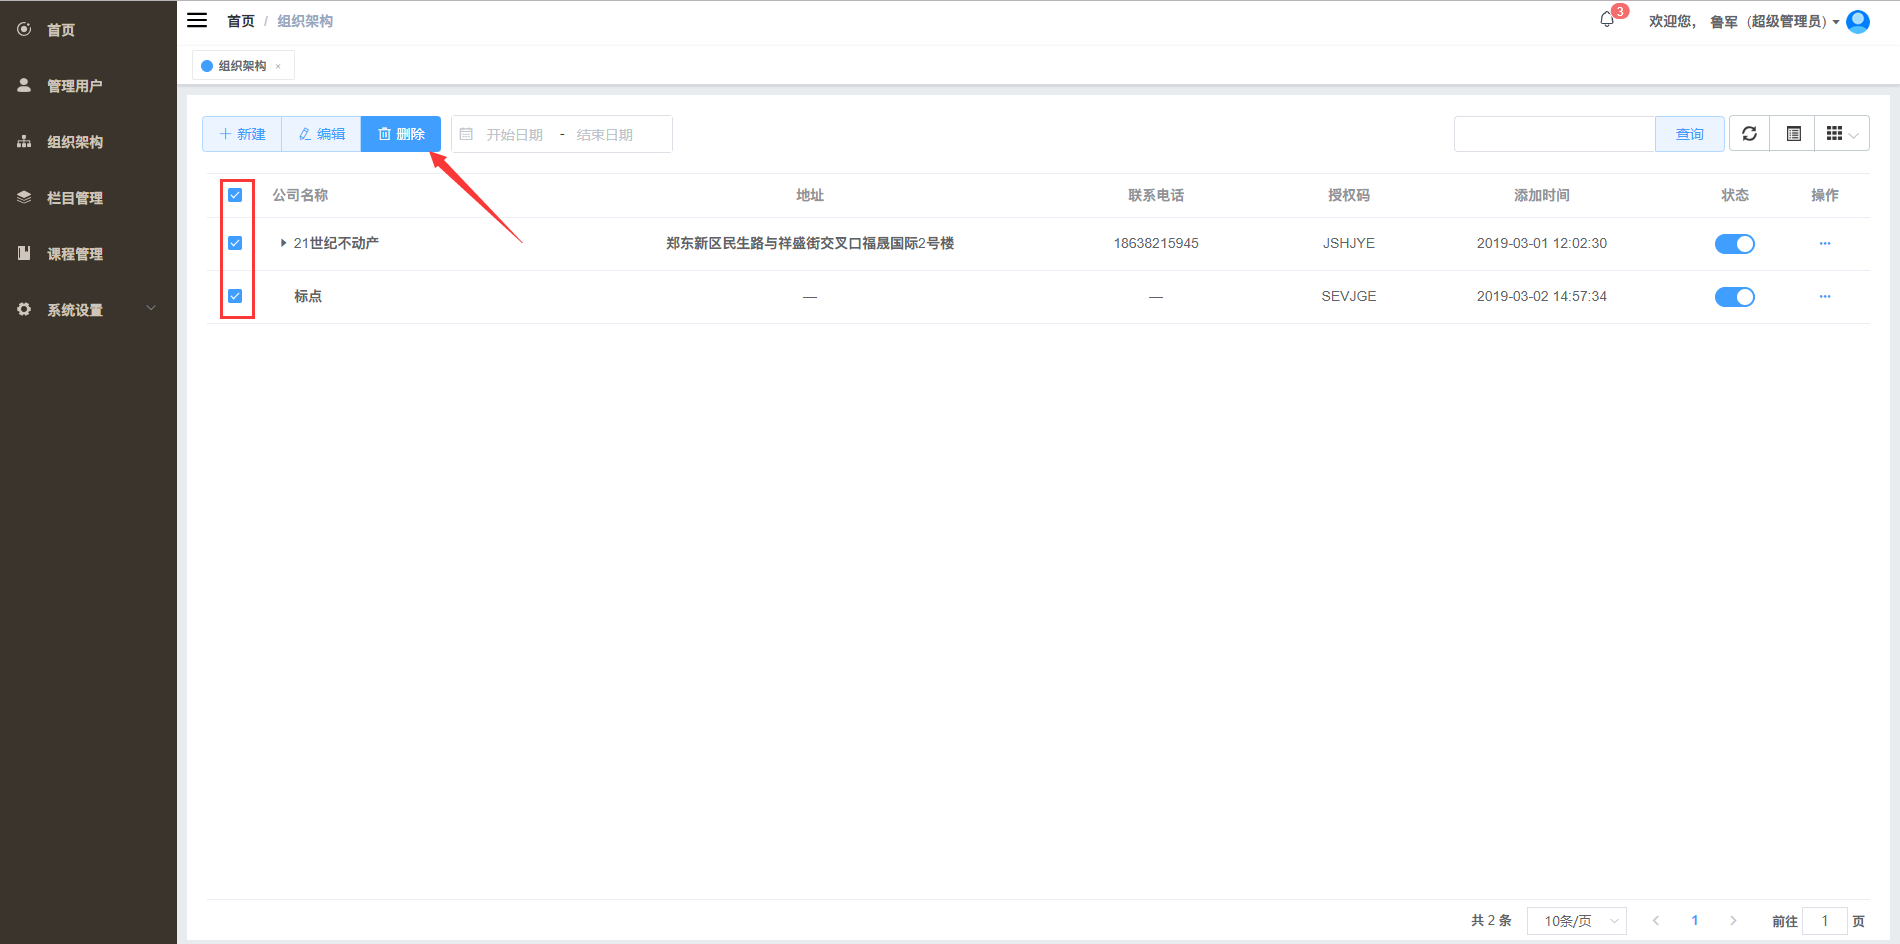 首页
管理用户
组织架构
栏目管理
课程管理
系统设置
首页 / 组织架构
3
欢迎您， 鲁军（超级管理员）
组织架构 ×
新建 编辑 删除 开始日期 - 结束日期
查询
公司名称 地址 联系电话 授权码 添加时间 状态 操作
21世纪不动产 郑东新区民生路与祥盛街交叉口福晟国际2号楼 18638215945 JSHJYE 2019-03-01 12:02:30
标点 — — SEVJGE 2019-03-02 14:57:34
共 2 条 10条/页 1 前往 1 页